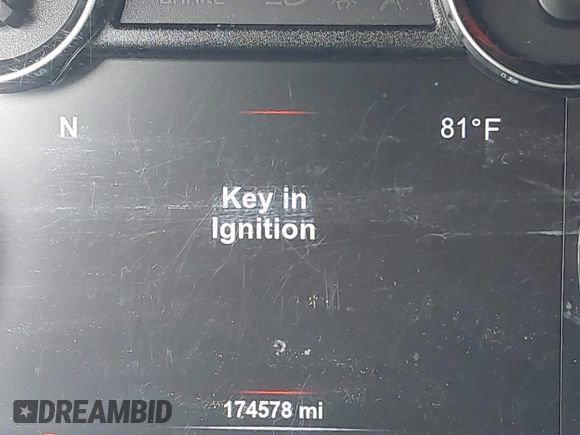 N
81°F
Key in
Ignition
174578 mi
DREAMBID